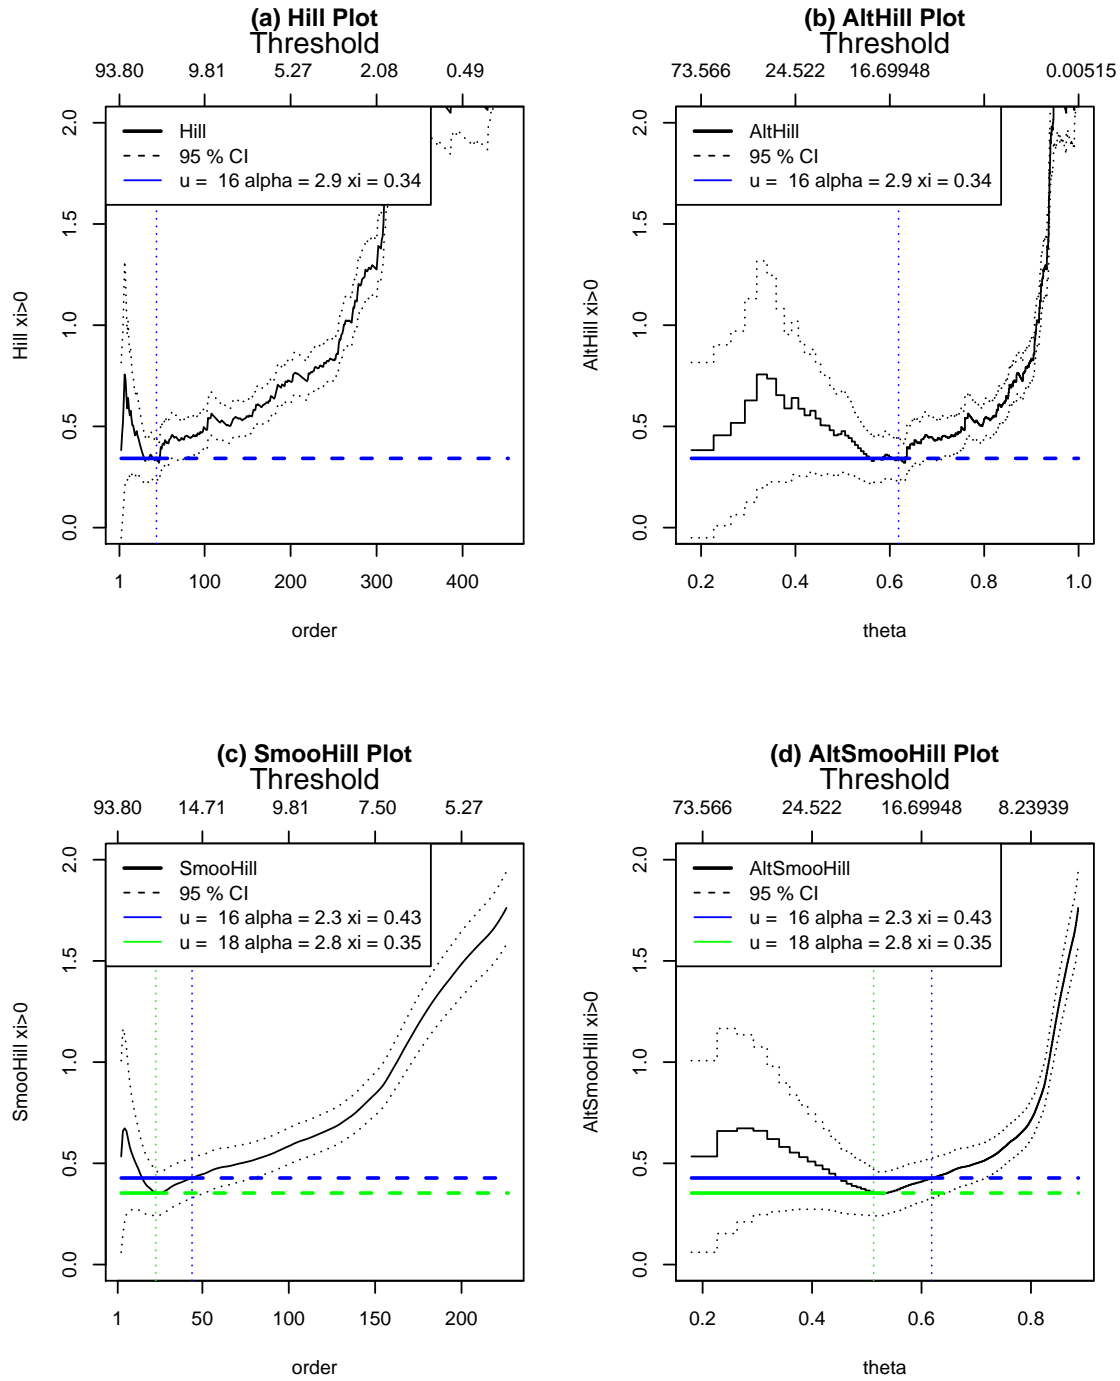 (a) Hill Plot
Threshold
93.80 9.81 5.27 2.08 0.49
Hill
95 % CI
u = 16 alpha = 2.9 xi = 0.34
0.0 0.5 1.0 1.5 2.0
Hill xi>0
1 100 200 300 400
order
(b) AltHill Plot
Threshold
73.566 24.522 16.69948 0.00515
AltHill
95 % CI
u = 16 alpha = 2.9 xi = 0.34
0.0 0.5 1.0 1.5 2.0
AltHill xi>0
0.2 0.4 0.6 0.8 1.0
theta
(c) SmooHill Plot
Threshold
93.80 14.71 9.81 7.50 5.27
SmooHill
95 % CI
u = 16 alpha = 2.3 xi = 0.43
u = 18 alpha = 2.8 xi = 0.35
0.0 0.5 1.0 1.5 2.0
SmooHill xi>0
1 50 100 150 200
order
(d) AltSmooHill Plot
Threshold
73.566 24.522 16.69948 8.23939
AltSmooHill
95 % CI
u = 16 alpha = 2.3 xi = 0.43
u = 18 alpha = 2.8 xi = 0.35
0.0 0.5 1.0 1.5 2.0
AltSmooHill xi>0
0.2 0.4 0.6 0.8
theta